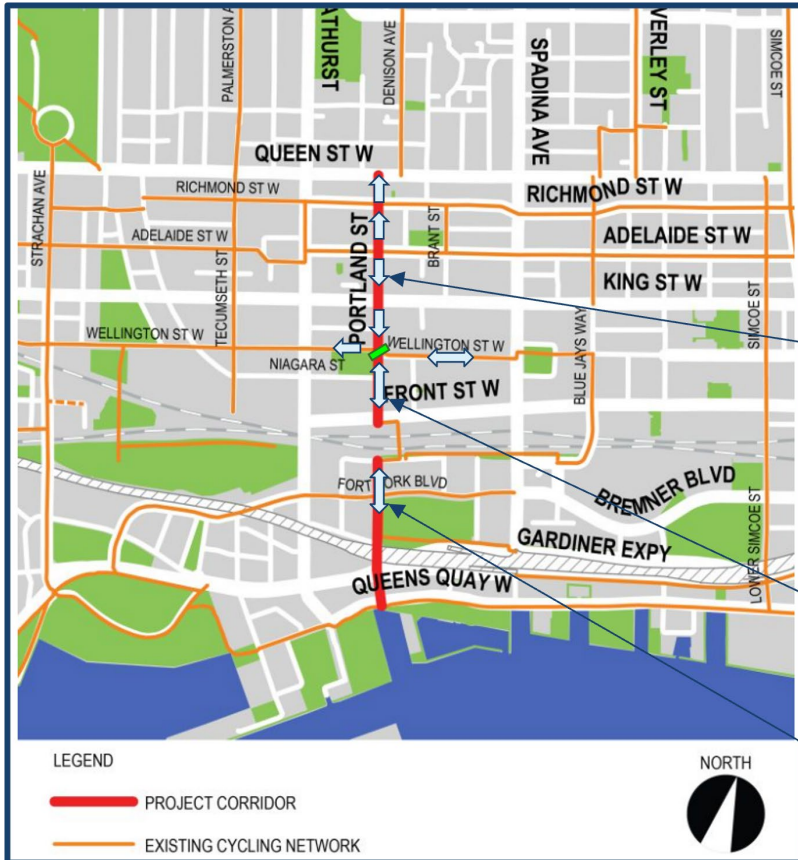 PALMERSTON AVE
ATHURST
DENISON AVE
SPADINA AVE
VERLEY ST
SIMCOE ST
QUEEN ST W
RICHMOND ST W
RICHMOND ST W
STRACHAN AVE
ADELAIDE ST W
TECUMSETH ST
PORTLAND ST
BRANT ST
ADELAIDE ST W
KING ST W
WELLINGTON ST W
NIAGARA ST
WELLINGTON ST W
BLUE JAYS WAY
SIMCOE ST
FRONT ST W
FORT YORK BLVD
BREMNER BLVD
GARDINER EXPY
LOWER SIMCOE ST
QUEENS QUAY W
LEGEND
NORTH
PROJECT CORRIDOR
EXISTING CYCLING NETWORK